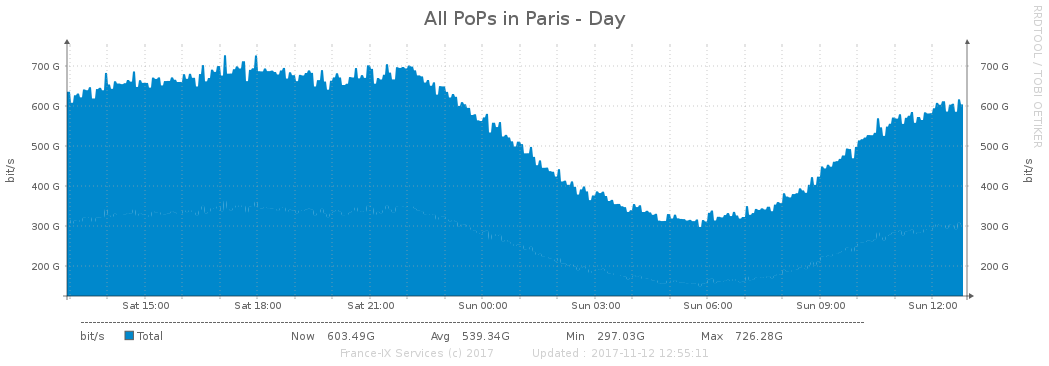 All PoPs in Paris - Day
RRDTOOL / TOBI OETIKER
700 G 700 G
600 G 600 G
500 G 500 G
400 G 400 G
300 G 300 G
200 G 200 G
bit/s bit/s
Sat 15:00 Sat 18:00 Sat 21:00 Sun 00:00 Sun 03:00 Sun 06:00 Sun 09:00 Sun 12:00
bit/s Total Now 603.49G Avg 539.34G Min 297.03G Max 726.28G
France-IX Services (c) 2017 Updated : 2017-11-12 12:55:11